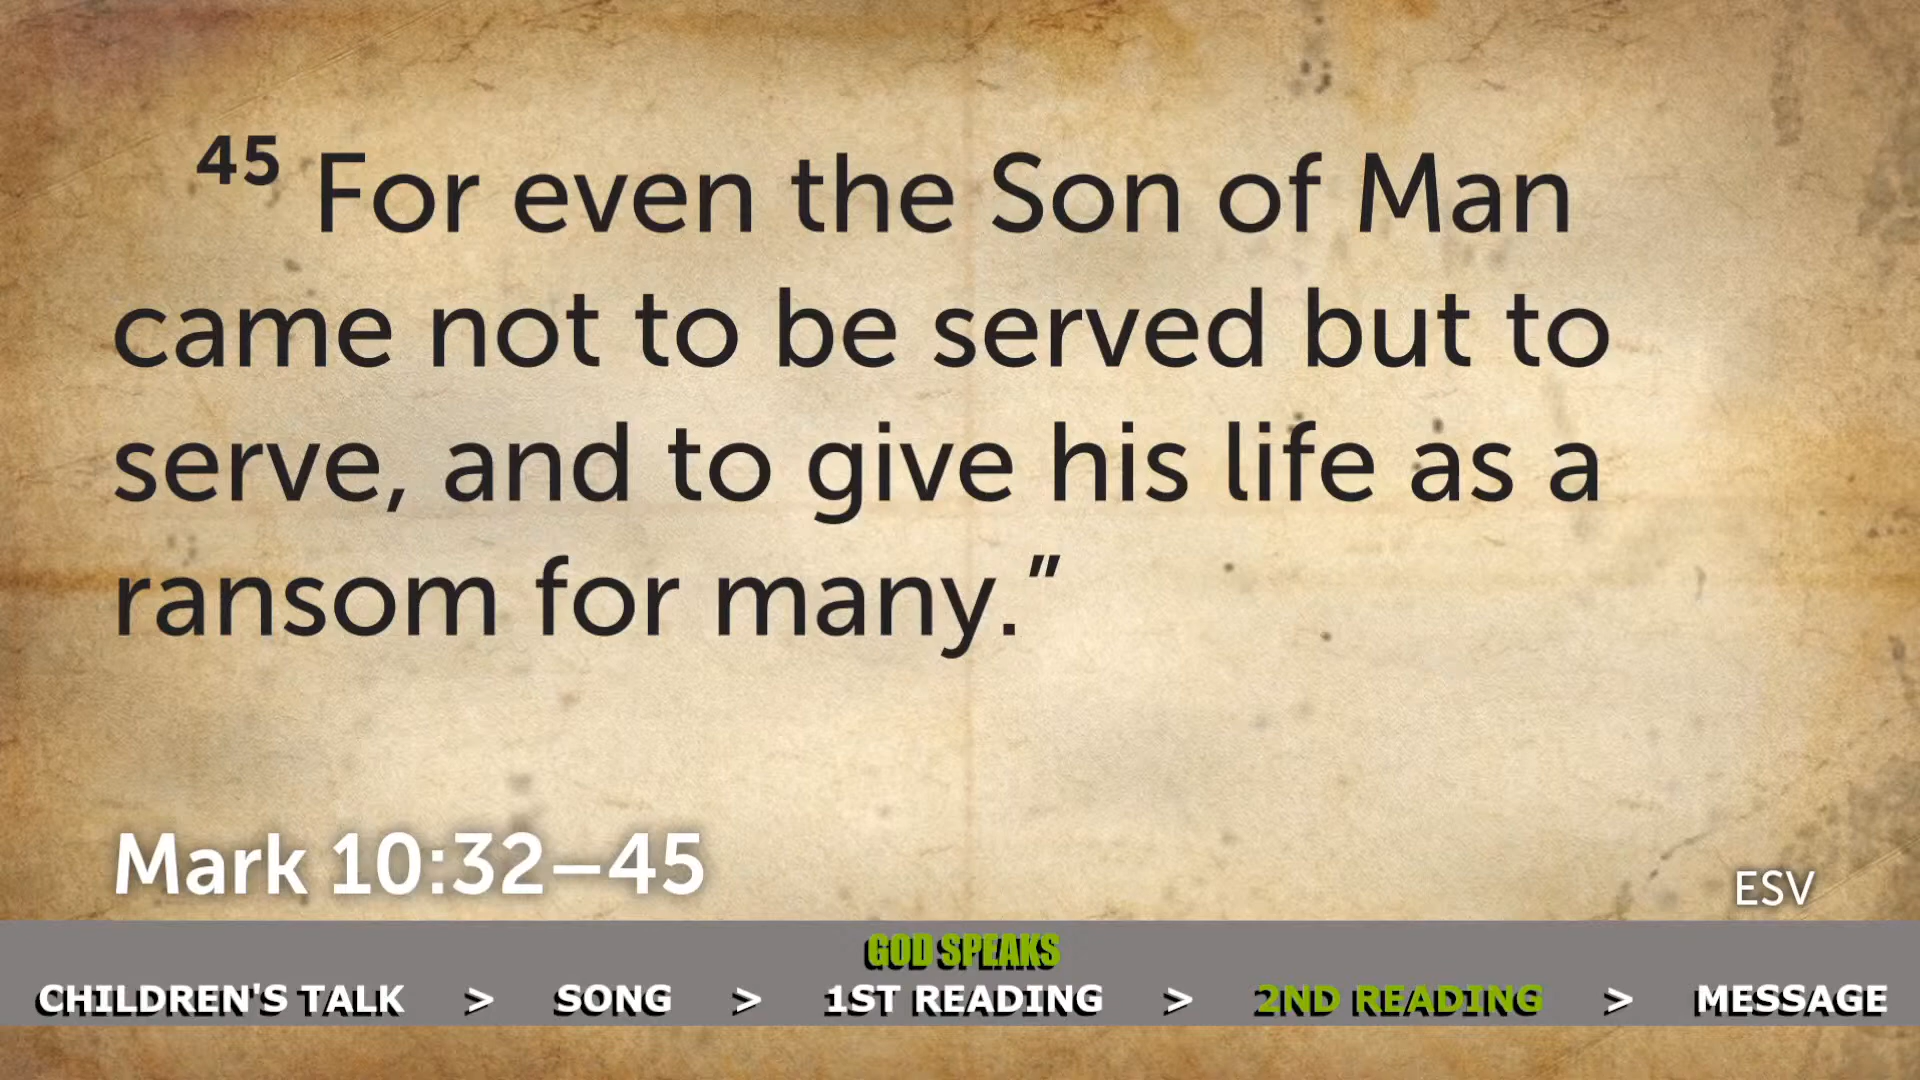 45 For even the Son of Man
came not to be served but to
serve, and to give his life as a
ransom for many.”
Mark 10:32–45
ESV
GOD SPEAKS
CHILDREN'S TALK > SONG > 1ST READING > 2ND READING > MESSAGE